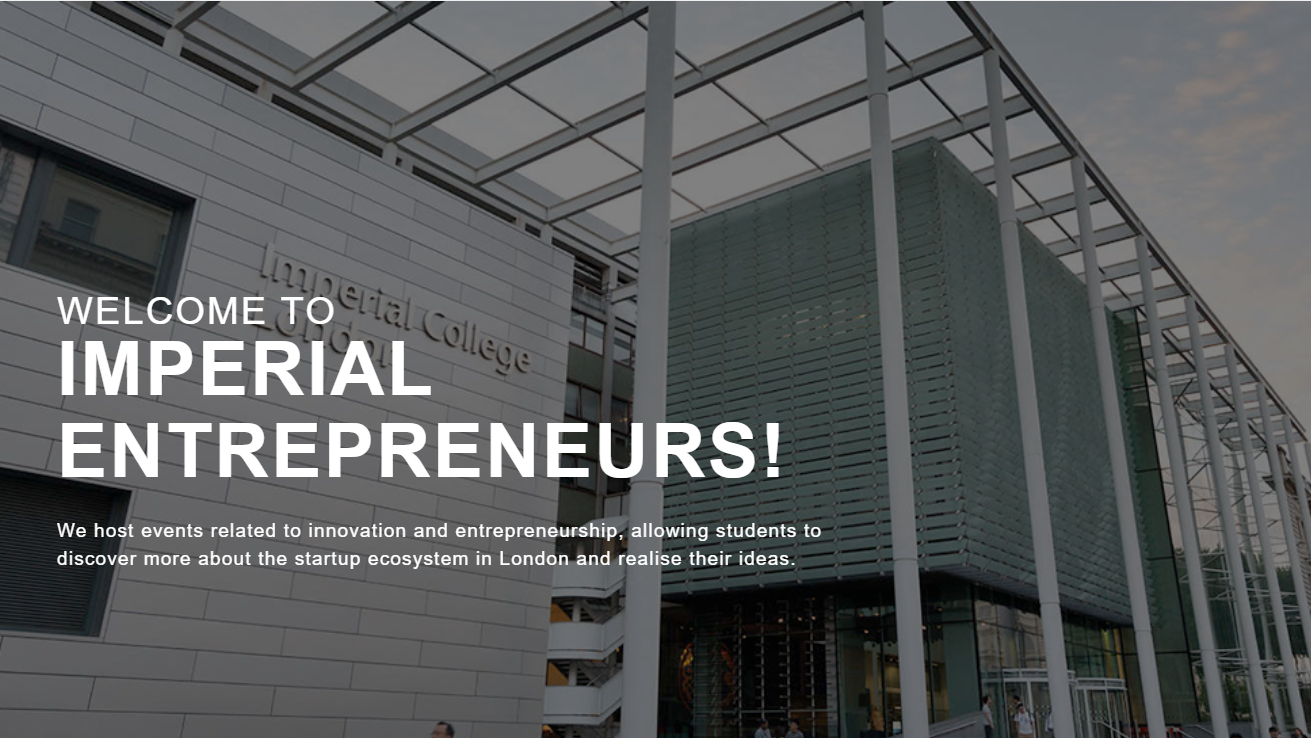 Imperial College
London
WELCOME TO
IMPERIAL
ENTREPRENEURS!
We host events related to innovation and entrepreneurship, allowing students to
discover more about the startup ecosystem in London and realise their ideas.